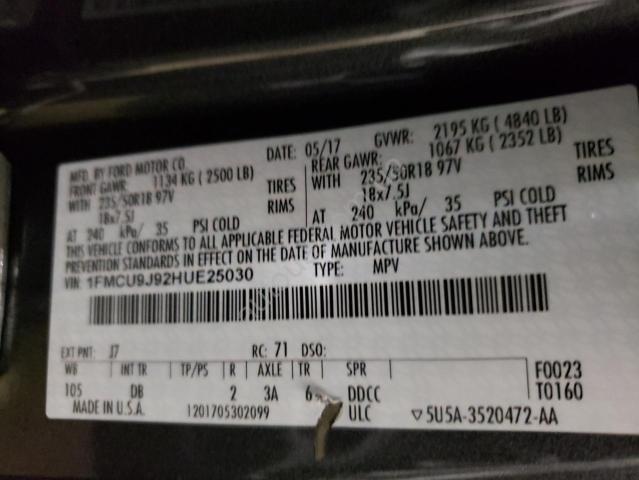 MFD. BY FORD MOTOR CO.
DATE: 05/17 GVWR: 2195 KG ( 4840 LB)
FRONT GAWR: 1134 KG ( 2500 LB)
REAR GAWR: 1067 KG ( 2352 LB)
WITH 235/50R18 97V TIRES
WITH 235/50R18 97V TIRES
18x7.5J RIMS
18x7.5J RIMS
AT 240 kPa/ 35 PSI COLD
AT 240 kPa/ 35 PSI COLD
THIS VEHICLE CONFORMS TO ALL APPLICABLE FEDERAL MOTOR VEHICLE SAFETY AND THEFT
PREVENTION STANDARDS IN EFFECT ON THE DATE OF MANUFACTURE SHOWN ABOVE.
VIN: 1FMCU9J92HUE25030 TYPE: MPV
EXT PNT: J7 RC: 71 DSO:
WB INT TR TP/PS R AXLE TR SPR
F0023
105 DB 2 3A 6 DDCC
T0160
MADE IN U.S.A. 1201705302099 ULC ▽5U5A-3520472-AA